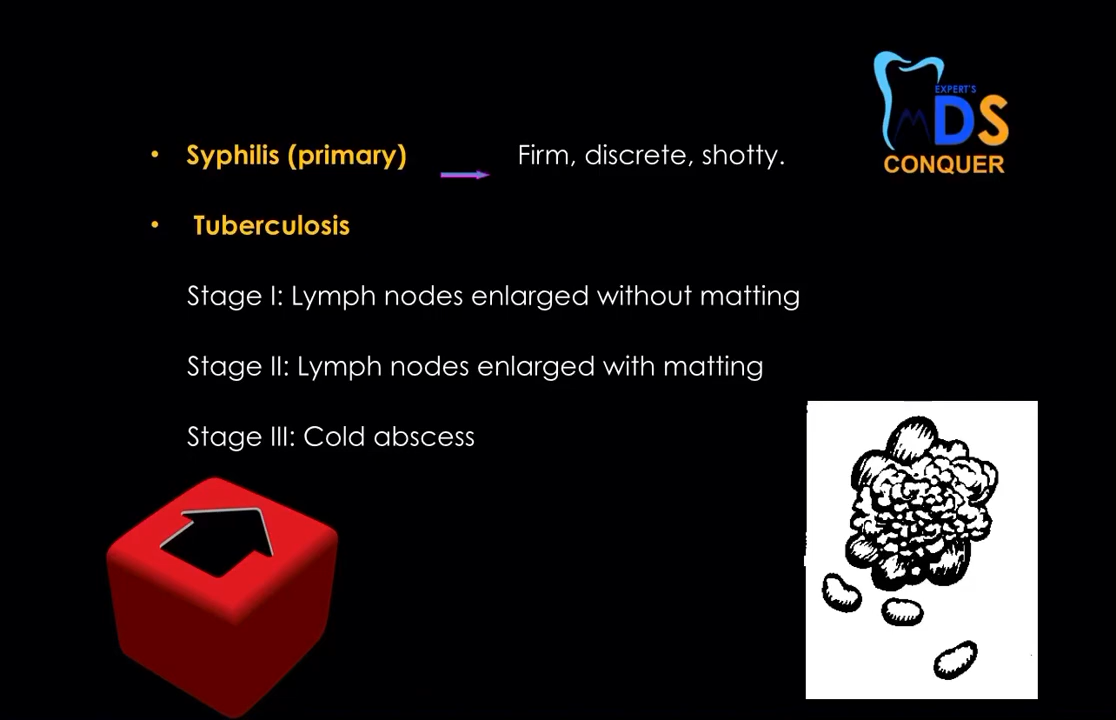 EXPERT'S
MDS
CONQUER
• Syphilis (primary) Firm, discrete, shotty.
• Tuberculosis
Stage I: Lymph nodes enlarged without matting
Stage II: Lymph nodes enlarged with matting
Stage III: Cold abscess